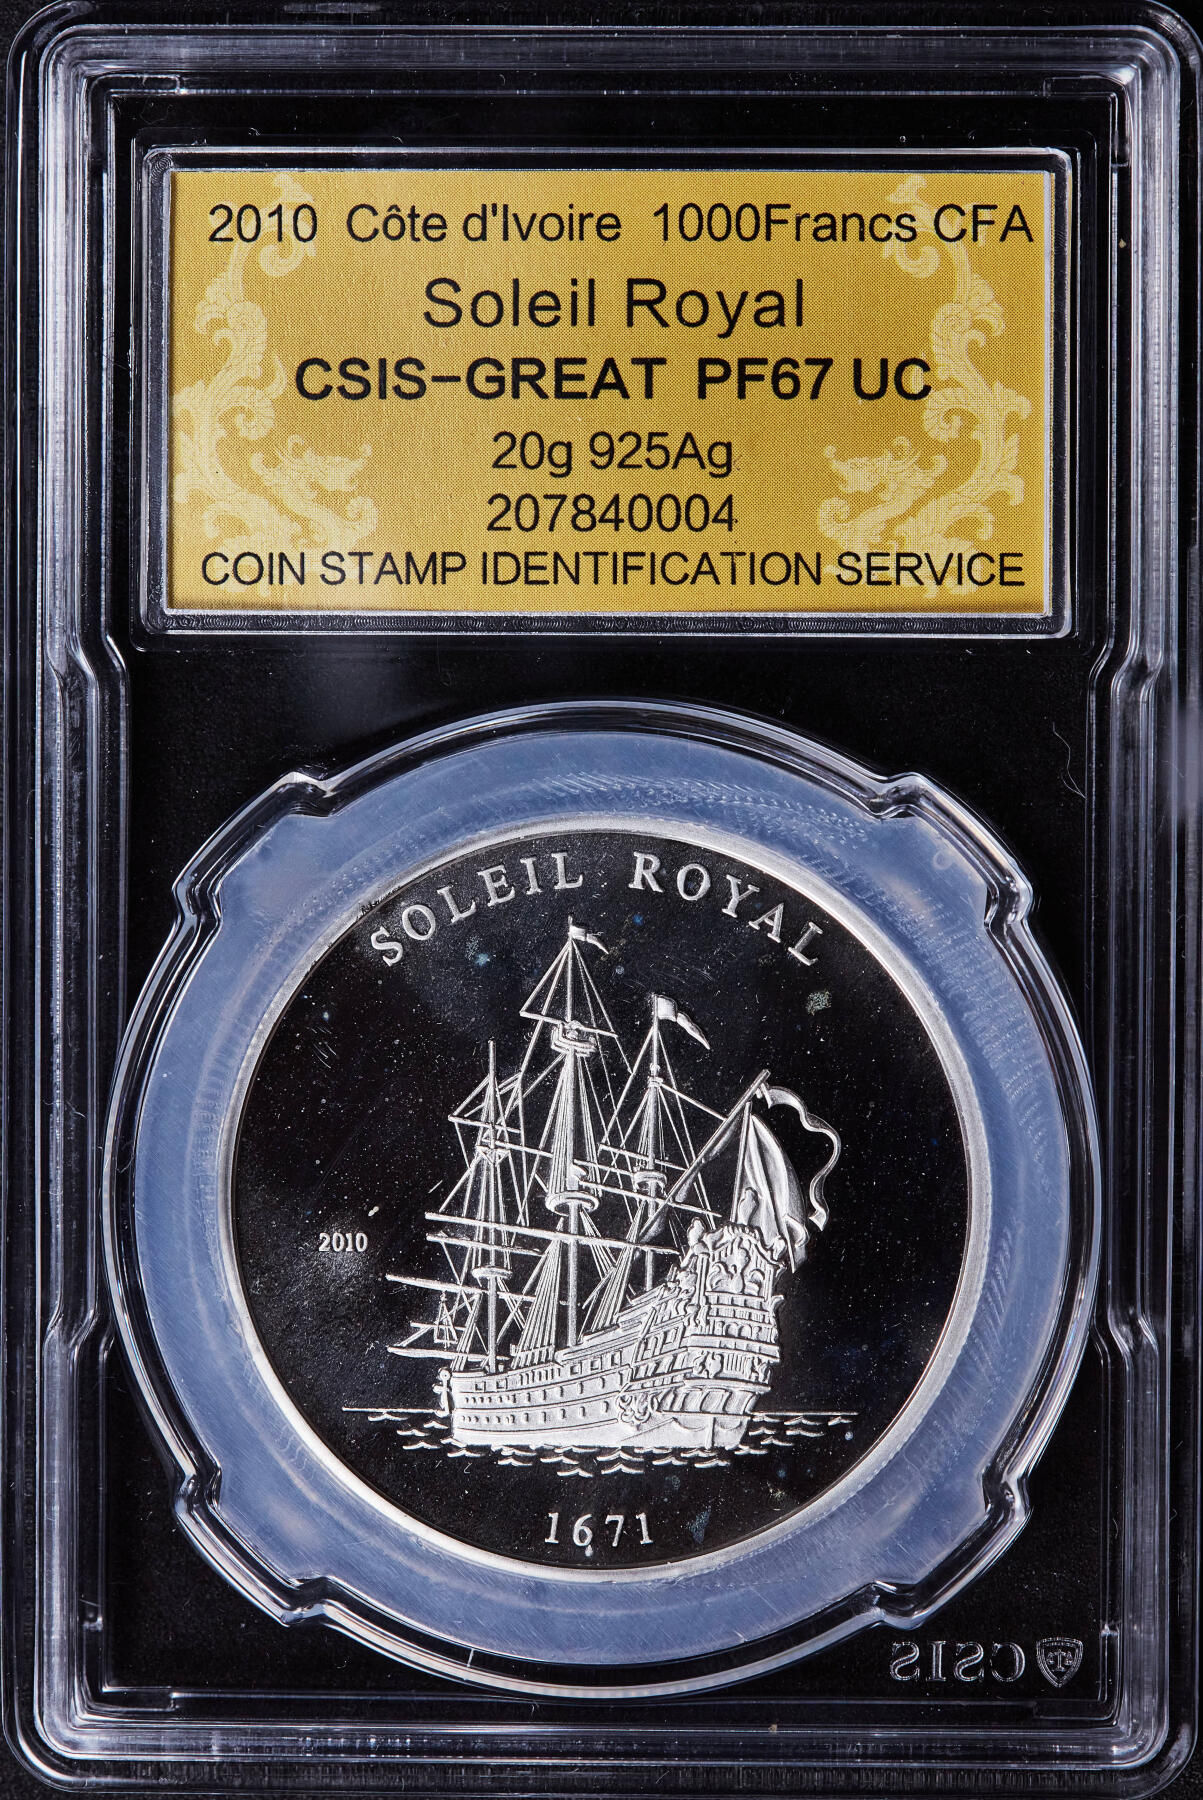 2010 Côte d'Ivoire 1000Francs CFA
Soleil Royal
CSIS-GREAT PF67 UC
20g 925Ag
207840004
COIN STAMP IDENTIFICATION SERVICE
SOLEIL ROYAL
2010
1671
CSIS